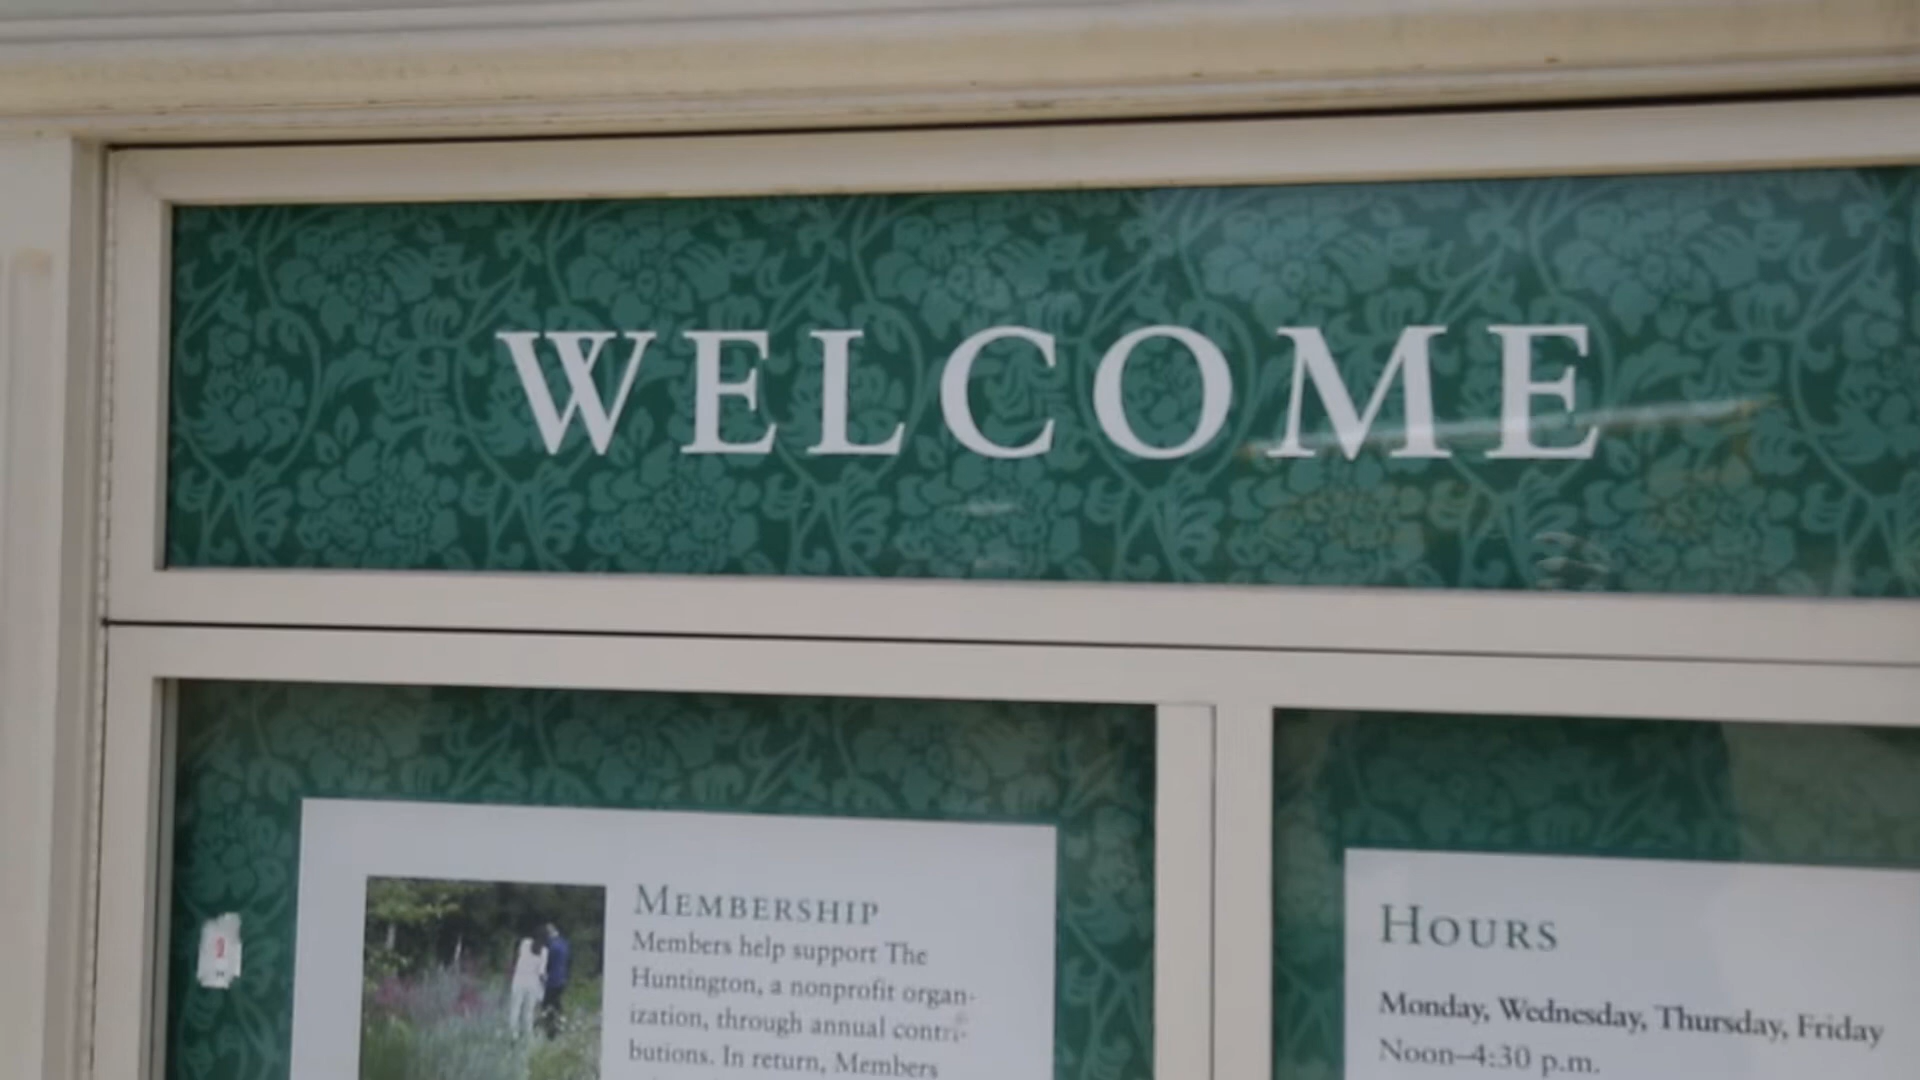 WELCOME
MEMBERSHIP
Members help support The
Huntington, a nonprofit organ-
ization, through annual contri-
butions. In return, Members
HOURS
Monday, Wednesday, Thursday, Friday
Noon–4:30 p.m.